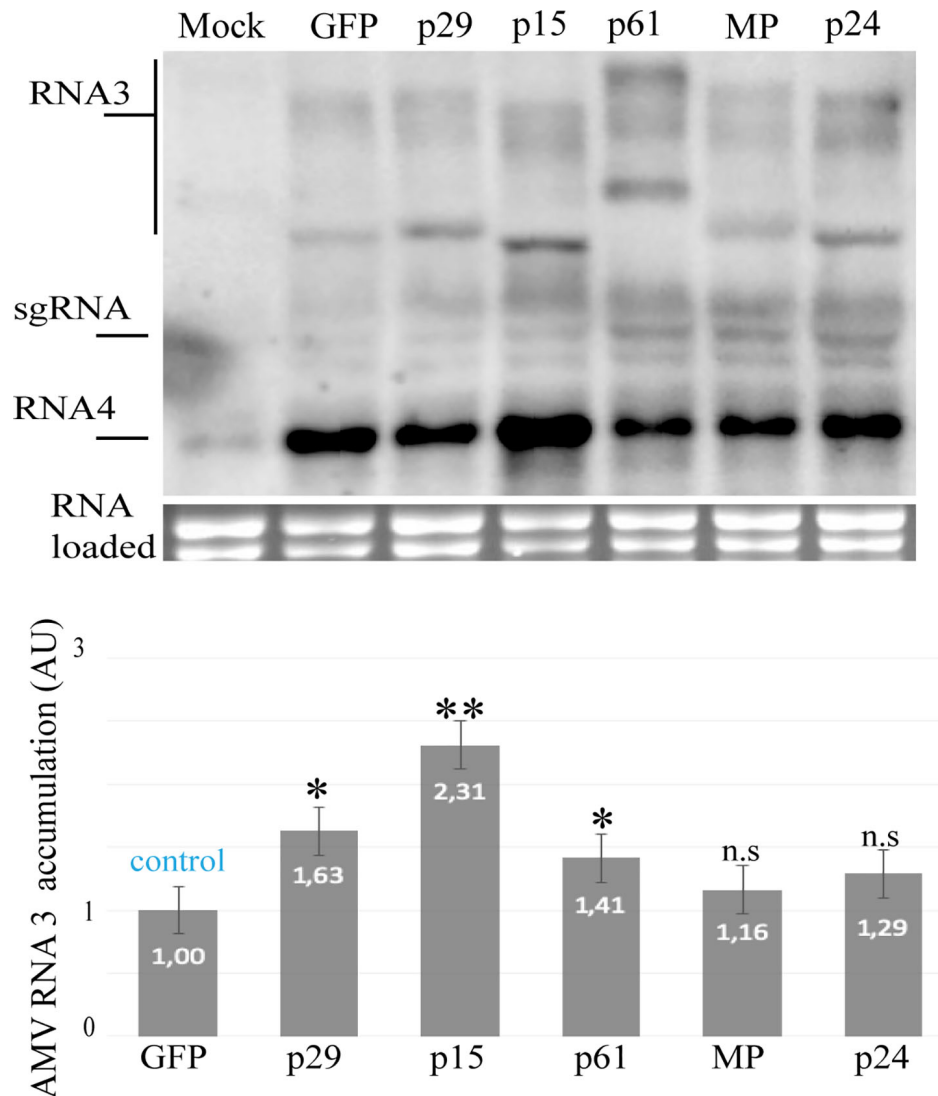 Mock GFP p29 p15 p61 MP p24
RNA3
sgRNA
RNA4
RNA
loaded
AMV RNA 3 accumulation (AU)
3
1
0
control
*
**
*
n.s
n.s
1,00
1,63
2,31
1,41
1,16
1,29
GFP p29 p15 p61 MP p24